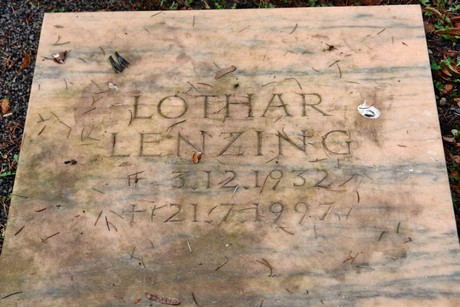 LOTHAR
LENZING
* 3.12.1932
† 21.7.1997